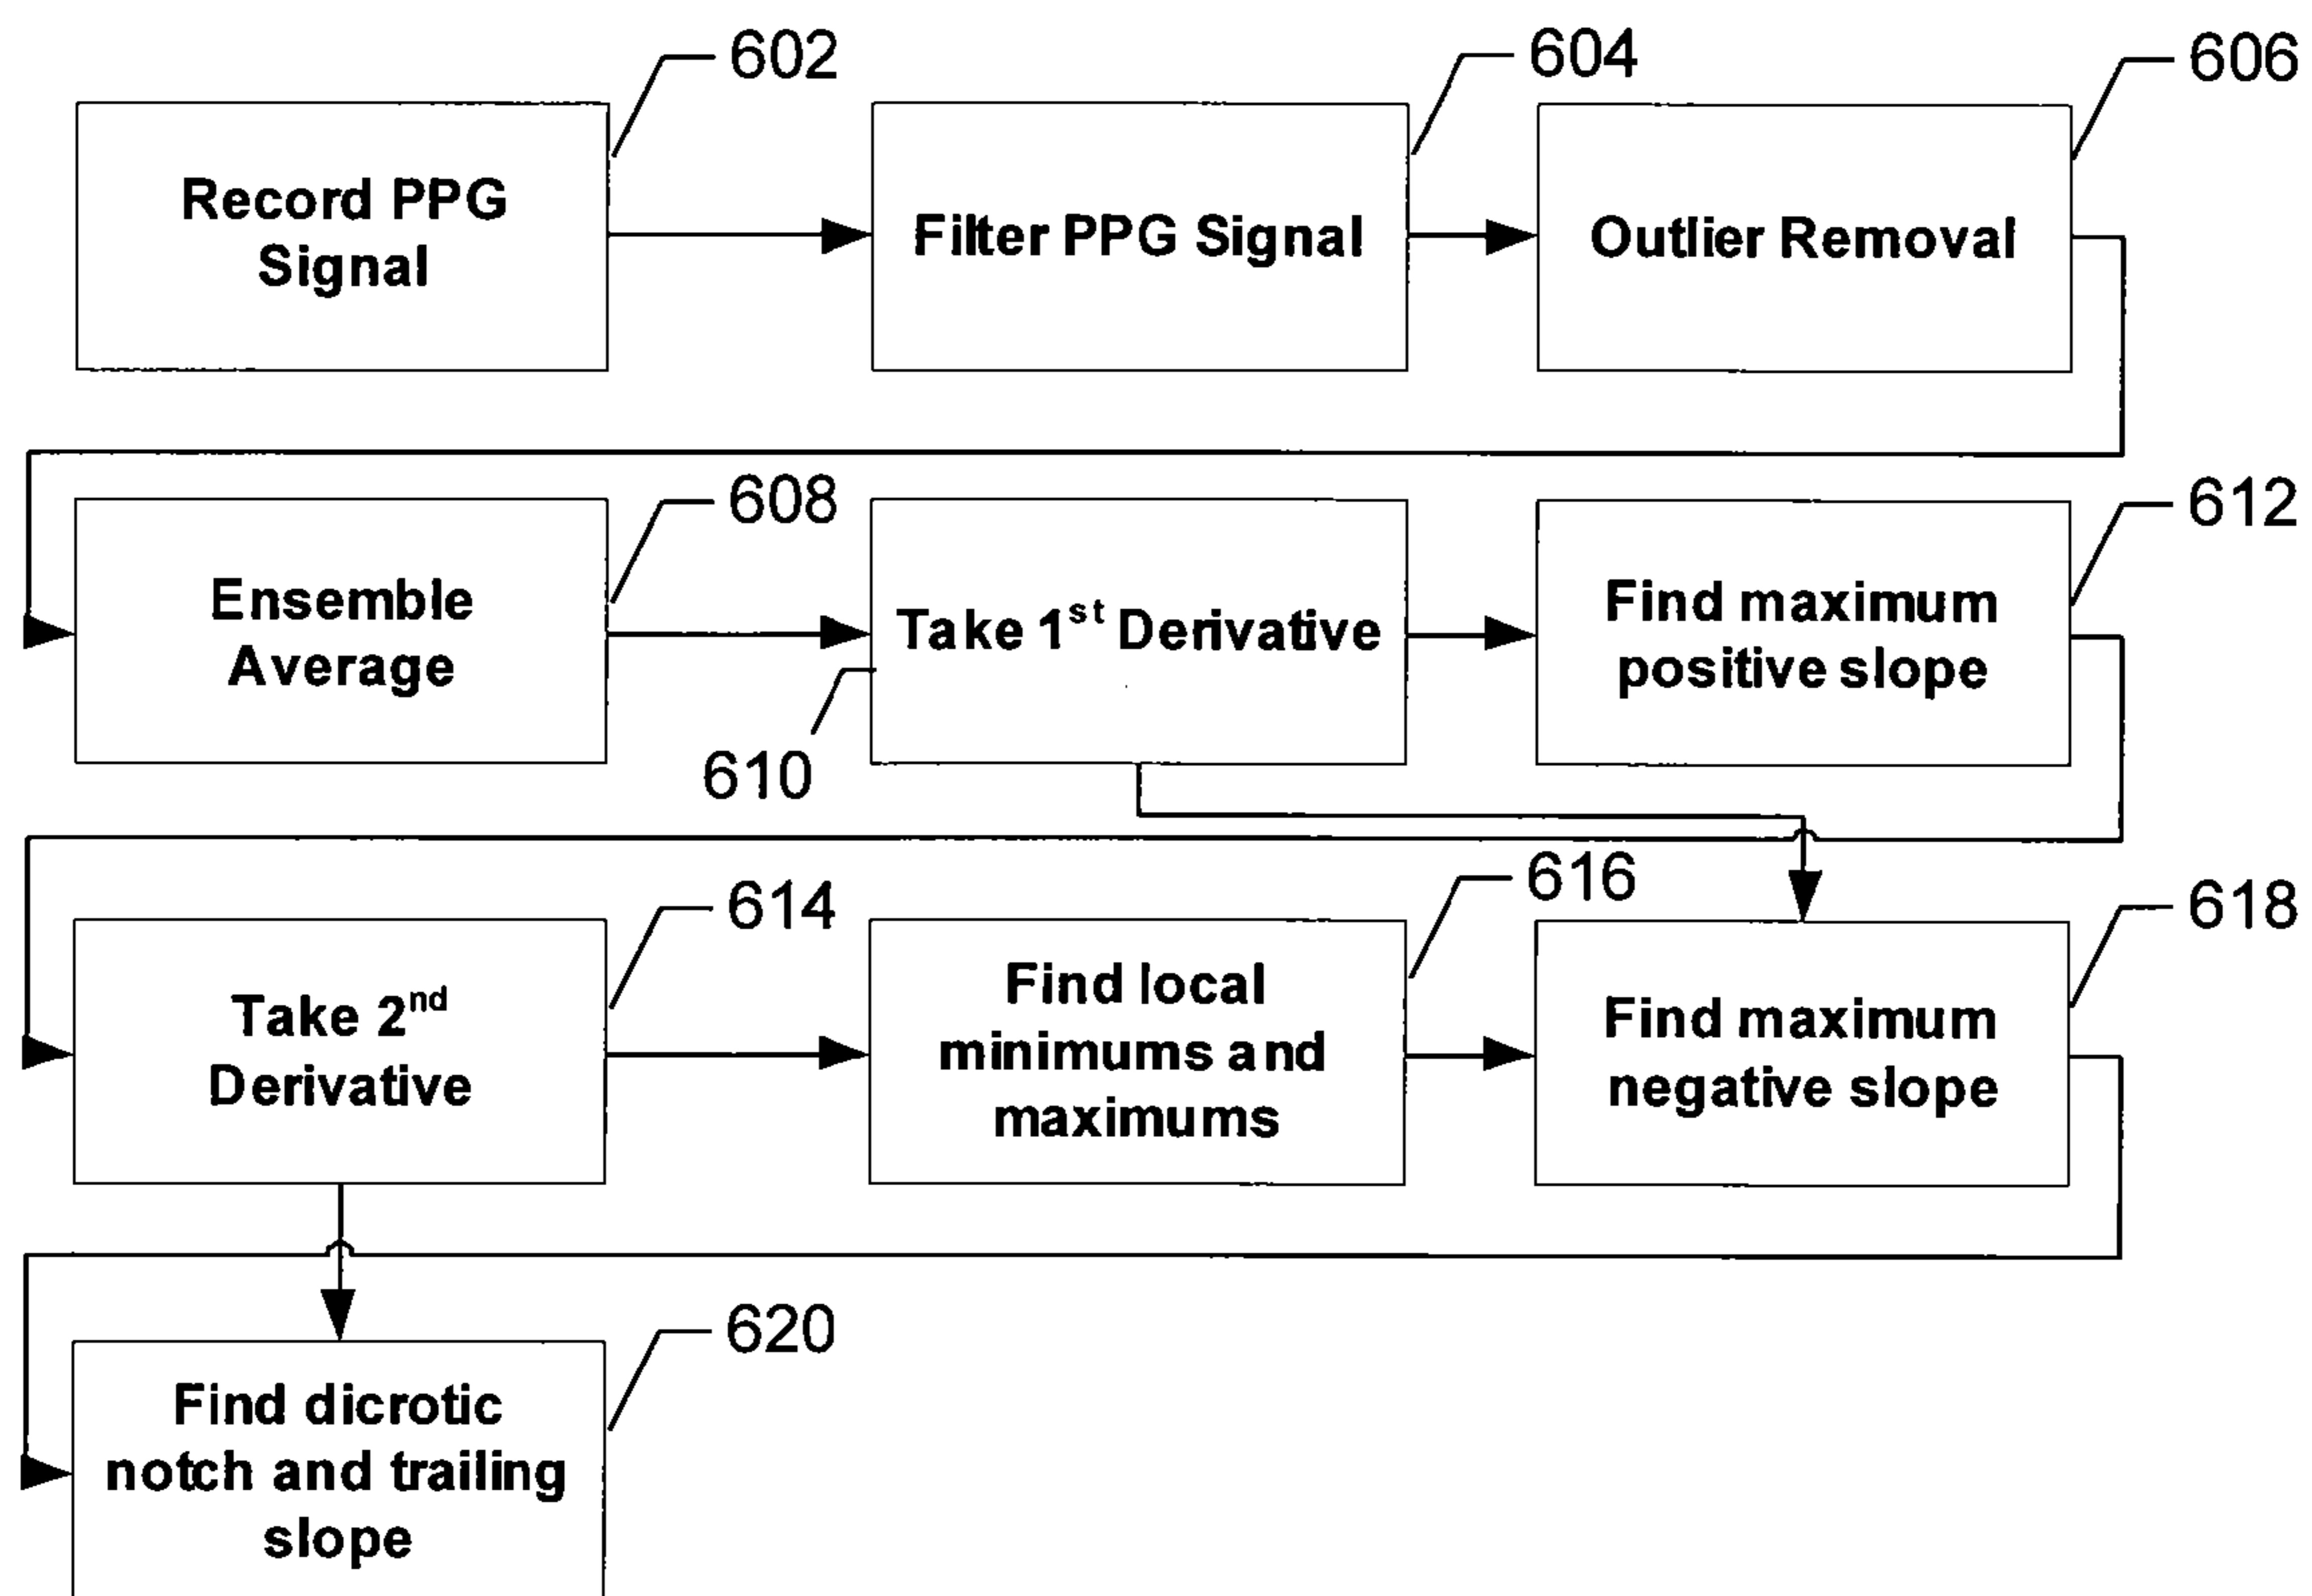 602
604
606
Record PPG
Signal
Filter PPG Signal
Outlier Removal
608
612
Ensemble
Average
Take 1st Derivative
Find maximum
positive slope
610
614
616
618
Take 2nd
Derivative
Find local
minimums and
maximums
Find maximum
negative slope
620
Find dicrotic
notch and trailing
slope